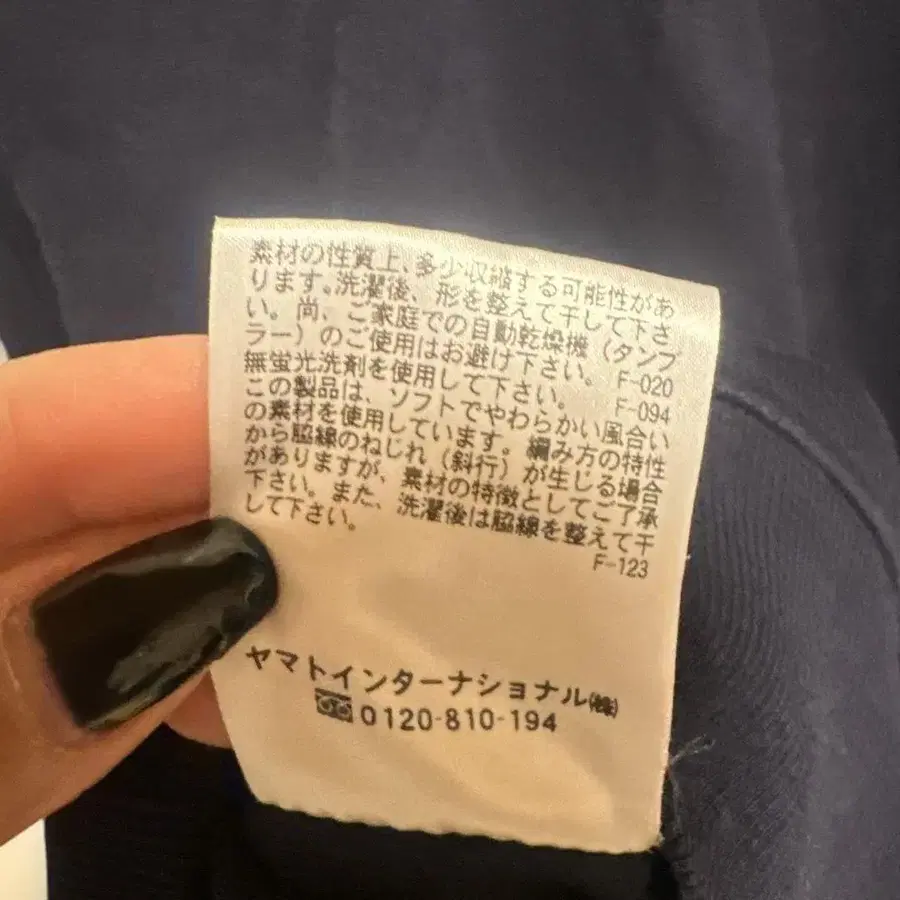 素材の性質上、多少収縮する可能性があ
ります。洗濯後、形を整えて干して下さ
い。尚、ご家庭での自動乾燥機（タンブ
ラー）のご使用はお避け下さい。 F-020
無蛍光洗剤を使用して下さい。 F-094
この製品は、ソフトでやわらかい風合い
の素材を使用しています。編み方の特性
から脇線のねじれ（斜行）が生じる場合
がありますが、素材の特徴としてご了承
下さい。また、洗濯後は脇線を整えて干
して下さい。 F-123
ヤマトインターナショナル㈱
0120-810-194